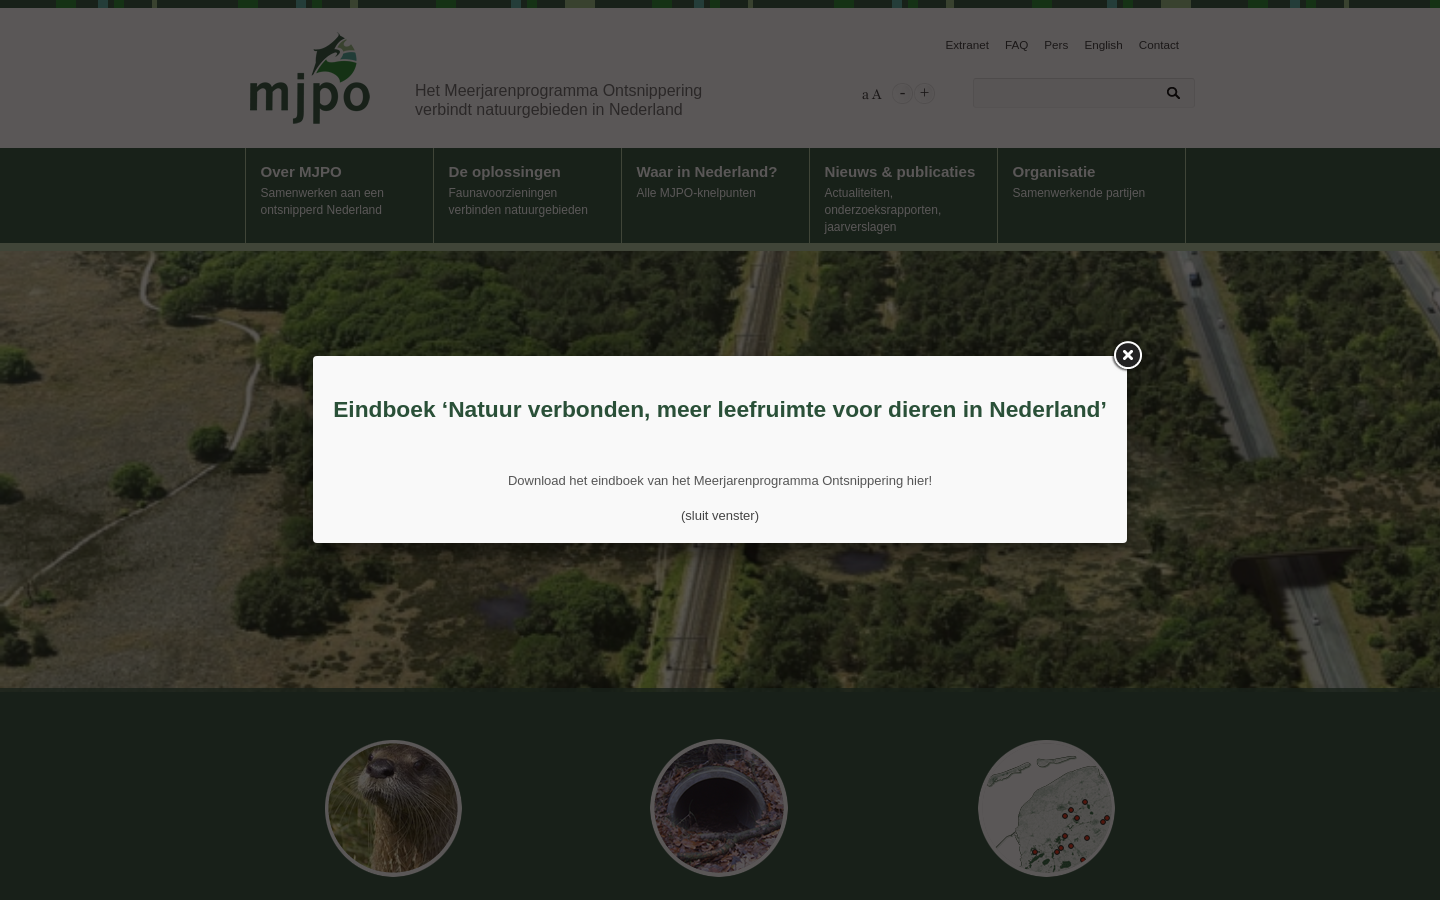 Extranet FAQ Pers English Contact
mjpo
Het Meerjarenprogramma Ontsnippering
verbindt natuurgebieden in Nederland
a A - +
Over MJPO
Samenwerken aan een
ontsnipperd Nederland
De oplossingen
Faunavoorzieningen
verbinden natuurgebieden
Waar in Nederland?
Alle MJPO-knelpunten
Nieuws & publicaties
Actualiteiten,
onderzoeksrapporten,
jaarverslagen
Organisatie
Samenwerkende partijen
Eindboek ‘Natuur verbonden, meer leefruimte voor dieren in Nederland’
Download het eindboek van het Meerjarenprogramma Ontsnippering hier!
(sluit venster)